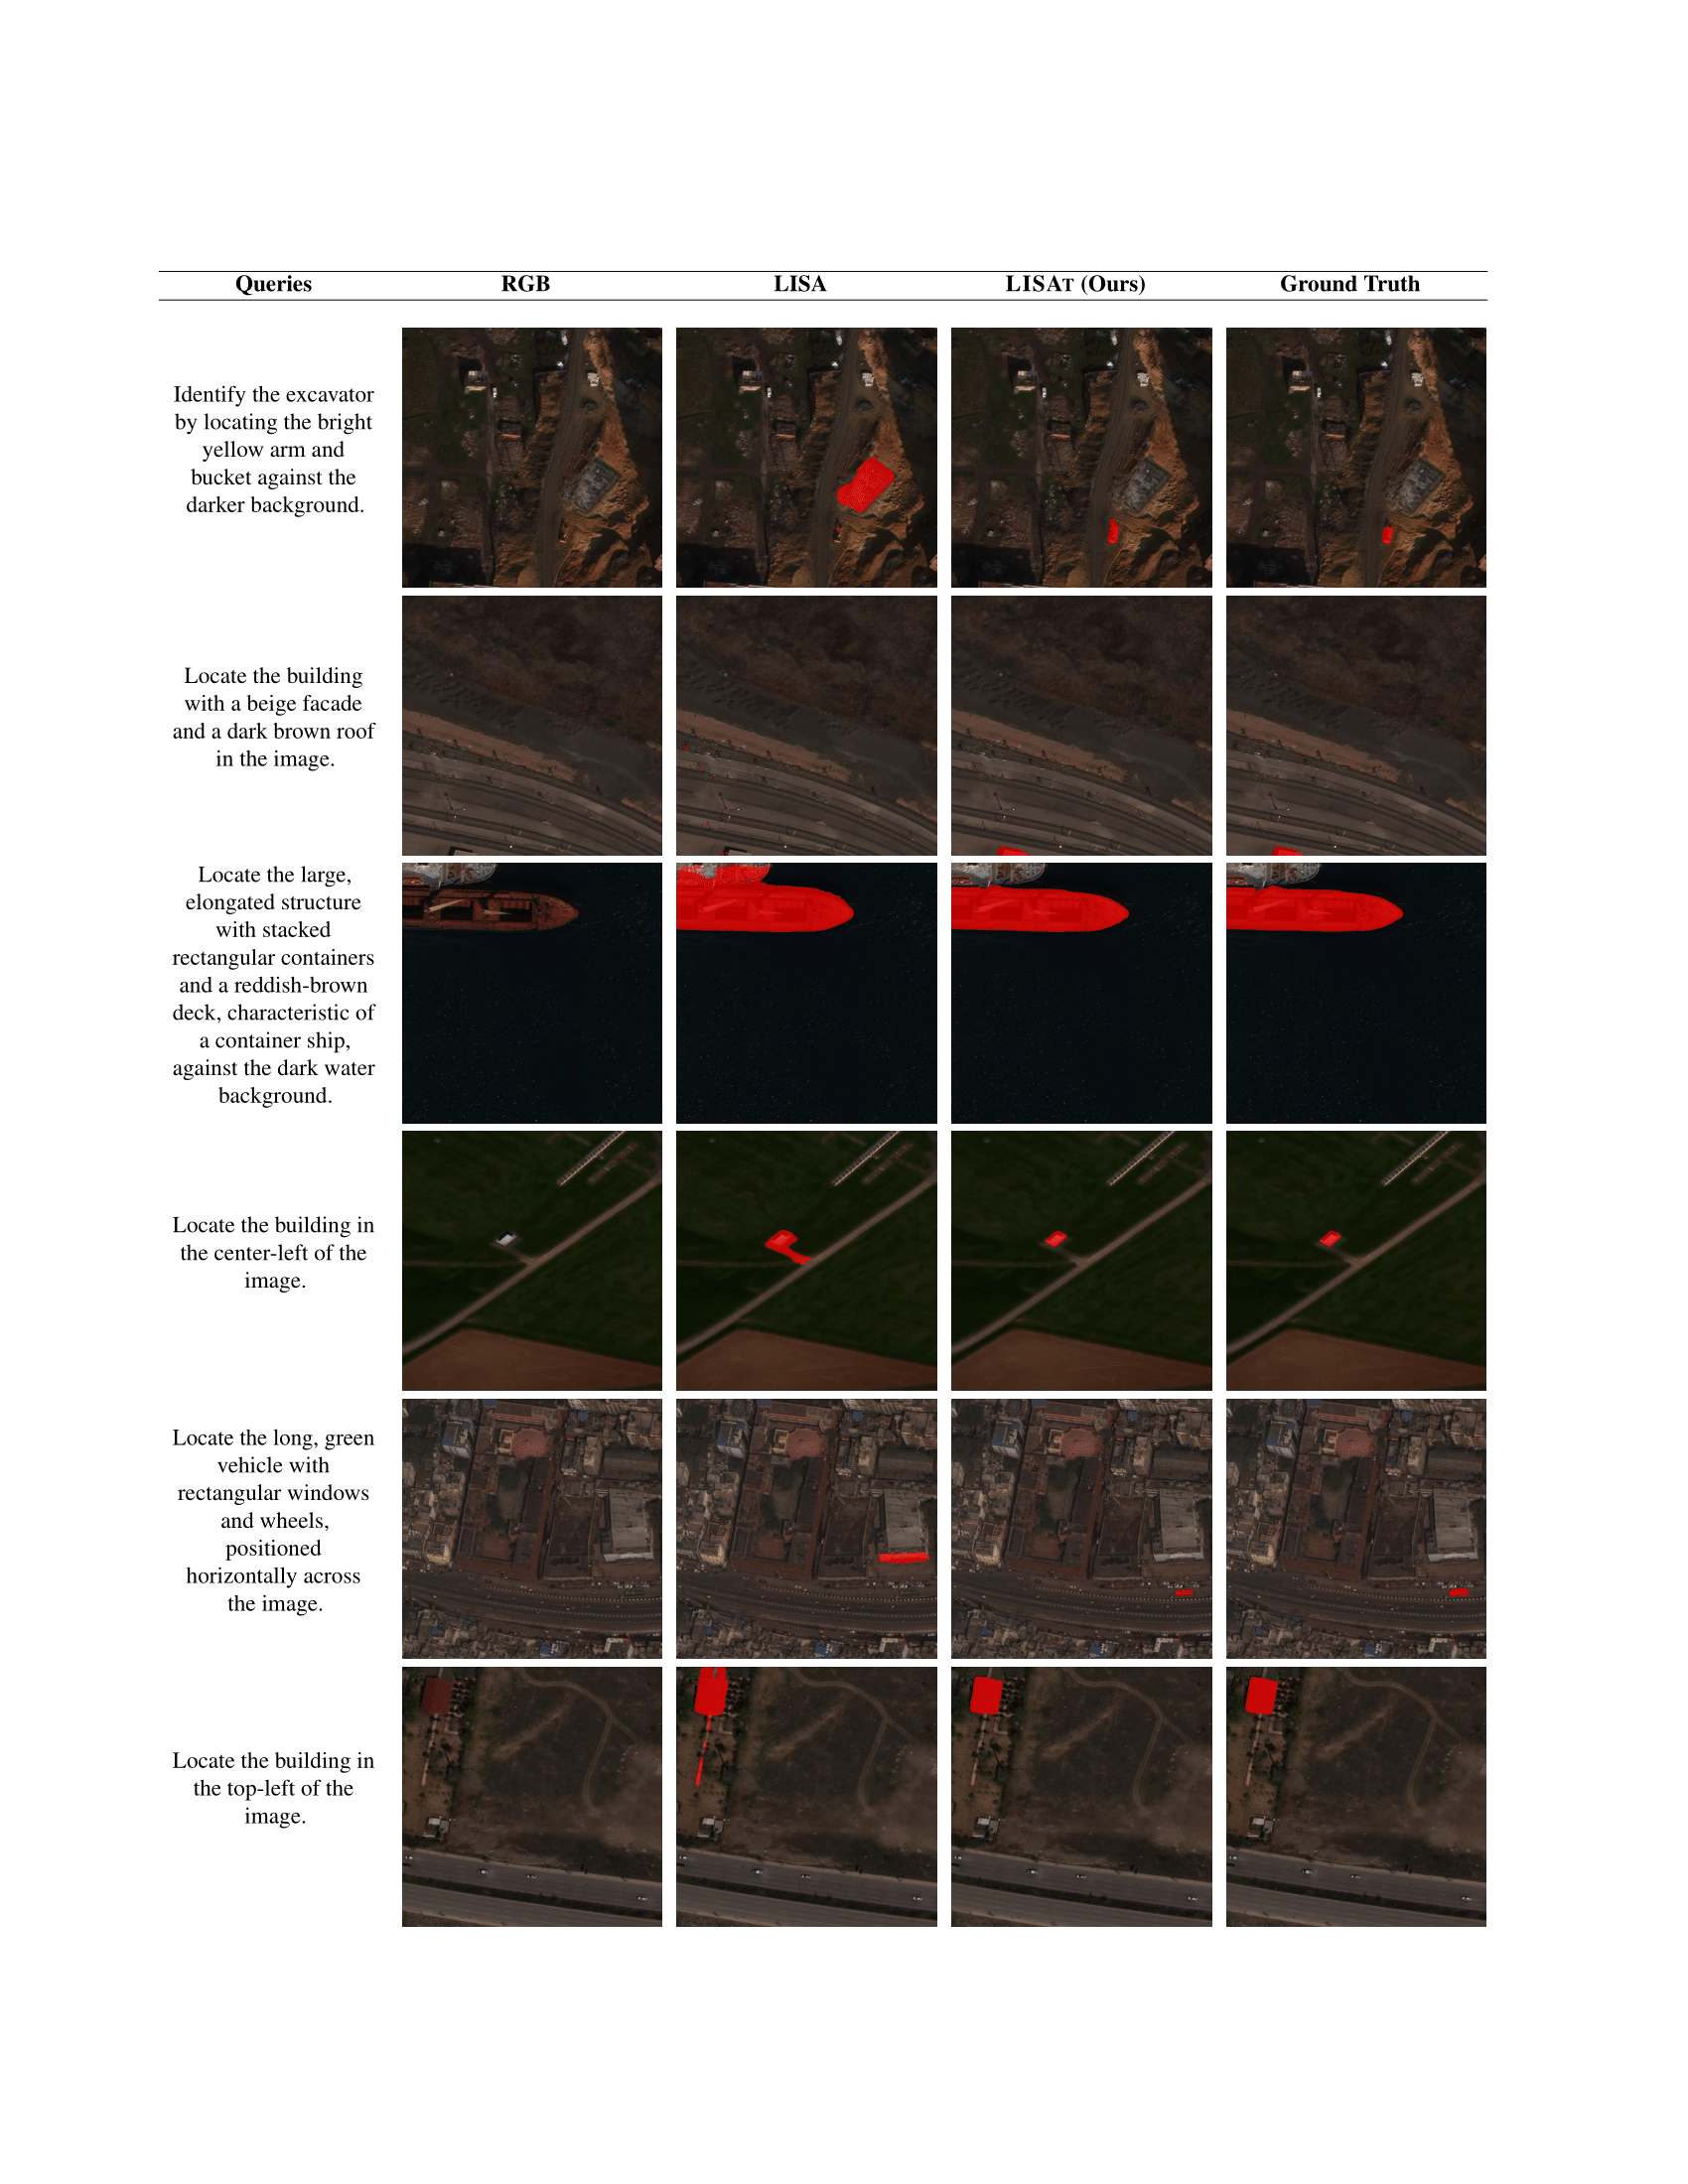 Queries RGB LISA LISAT (Ours) Ground Truth
Identify the excavator
by locating the bright
yellow arm and
bucket against the
darker background.
Locate the building
with a beige facade
and a dark brown roof
in the image.
Locate the large,
elongated structure
with stacked
rectangular containers
and a reddish-brown
deck, characteristic of
a container ship,
against the dark water
background.
Locate the building in
the center-left of the
image.
Locate the long, green
vehicle with
rectangular windows
and wheels,
positioned
horizontally across
the image.
Locate the building in
the top-left of the
image.